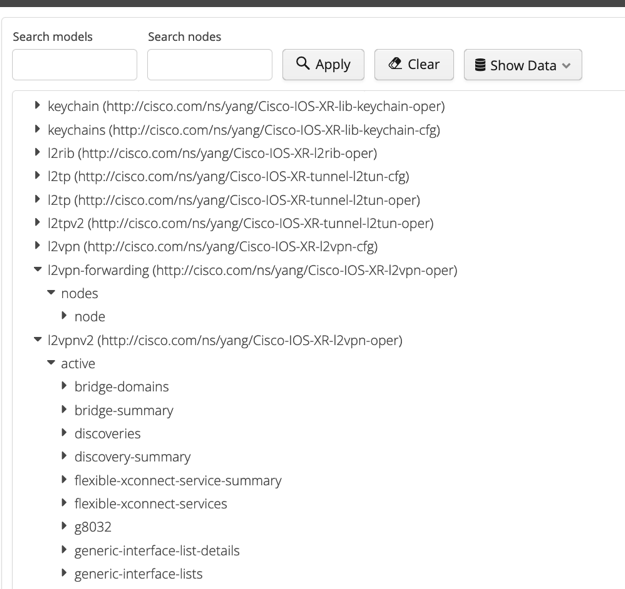 Search models
Search nodes
Apply
Clear
Show Data
keychain (http://cisco.com/ns/yang/Cisco-IOS-XR-lib-keychain-oper)
keychains (http://cisco.com/ns/yang/Cisco-IOS-XR-lib-keychain-cfg)
l2rib (http://cisco.com/ns/yang/Cisco-IOS-XR-l2rib-oper)
l2tp (http://cisco.com/ns/yang/Cisco-IOS-XR-tunnel-l2tun-cfg)
l2tp (http://cisco.com/ns/yang/Cisco-IOS-XR-tunnel-l2tun-oper)
l2tpv2 (http://cisco.com/ns/yang/Cisco-IOS-XR-tunnel-l2tun-oper)
l2vpn (http://cisco.com/ns/yang/Cisco-IOS-XR-l2vpn-cfg)
l2vpn-forwarding (http://cisco.com/ns/yang/Cisco-IOS-XR-l2vpn-oper)
nodes
node
l2vpnv2 (http://cisco.com/ns/yang/Cisco-IOS-XR-l2vpn-oper)
active
bridge-domains
bridge-summary
discoveries
discovery-summary
flexible-xconnect-service-summary
flexible-xconnect-services
g8032
generic-interface-list-details
generic-interface-lists